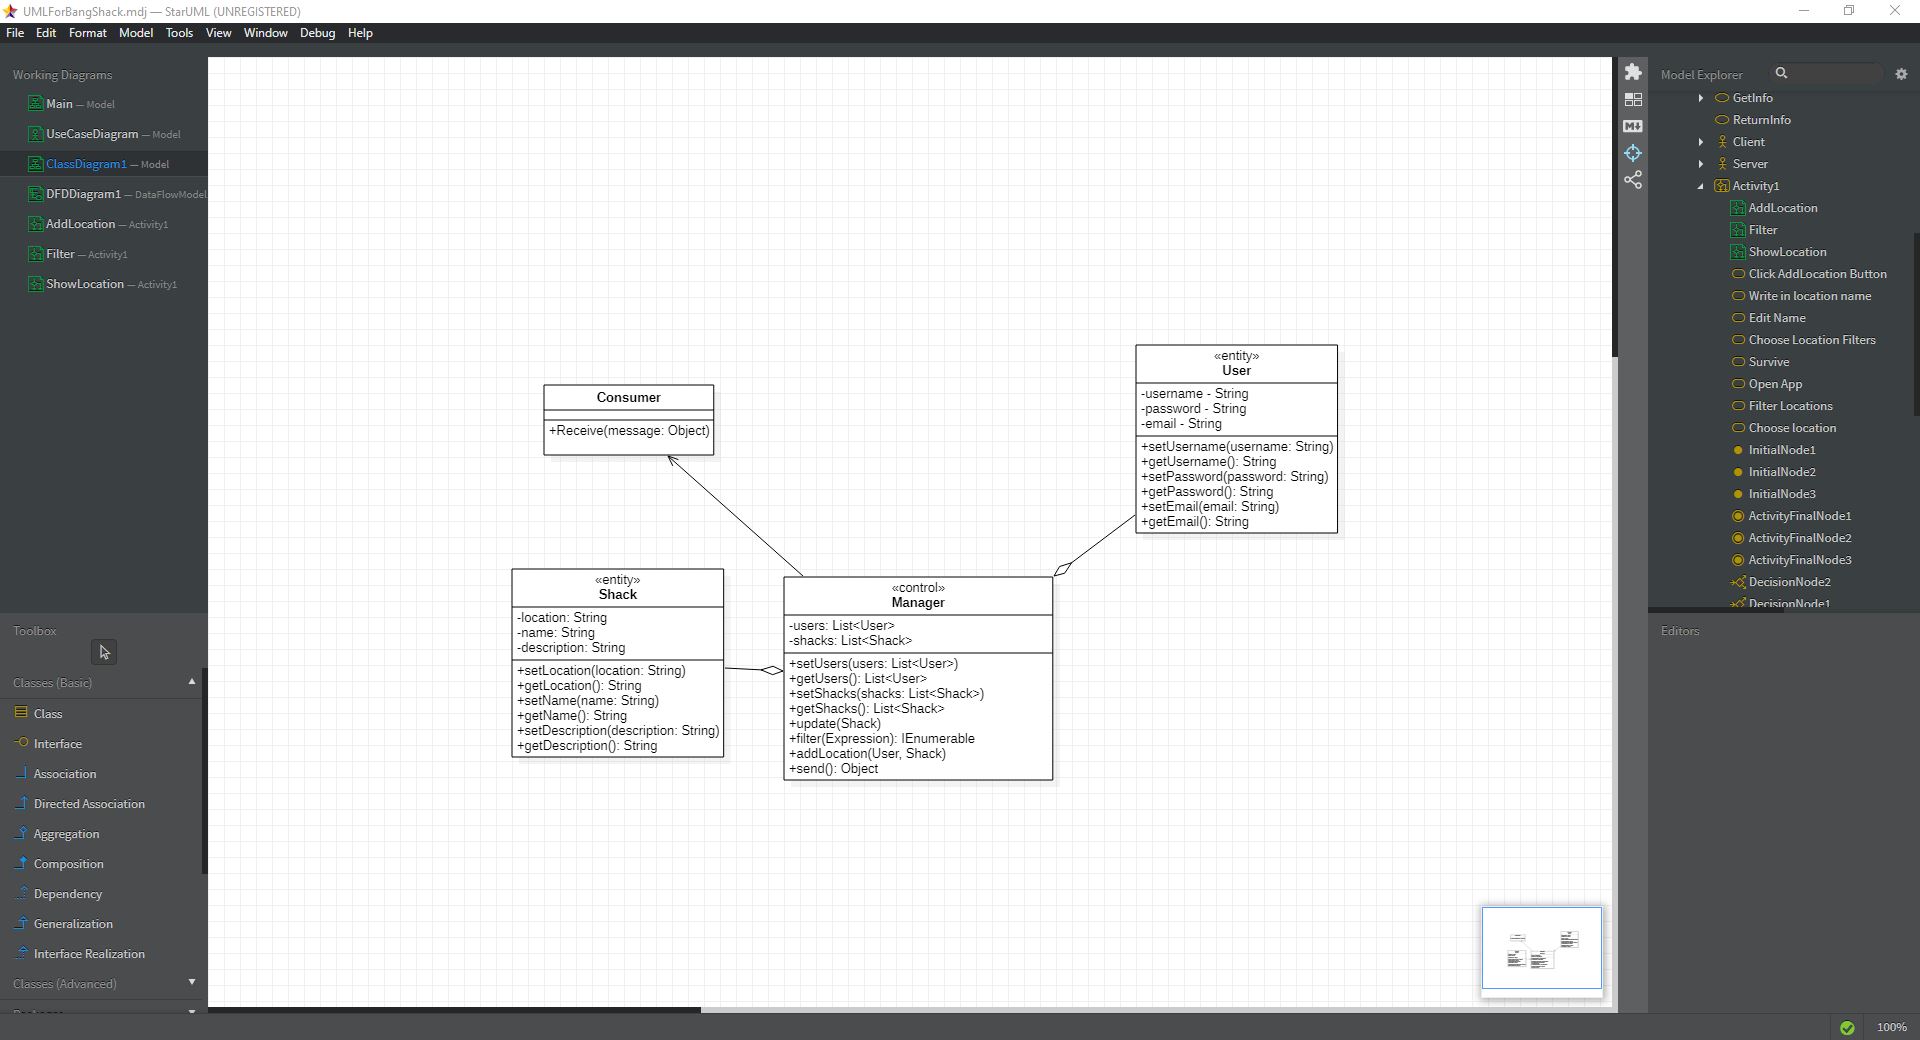 UMLForBangShack.mdj — StarUML (UNREGISTERED)
File Edit Format Model Tools View Window Debug Help
Working Diagrams
Main — Model
UseCaseDiagram — Model
ClassDiagram1 — Model
DFDDiagram1 — DataFlowModel
AddLocation — Activity1
Filter — Activity1
ShowLocation — Activity1
Toolbox
Classes (Basic)
Class
Interface
Association
Directed Association
Aggregation
Composition
Dependency
Generalization
Interface Realization
Classes (Advanced)
Consumer
+Receive(message: Object)
«entity»
User
-username - String
-password - String
-email - String
+setUsername(username: String)
+getUsername(): String
+setPassword(password: String)
+getPassword(): String
+setEmail(email: String)
+getEmail(): String
«entity»
Shack
-location: String
-name: String
-description: String
+setLocation(location: String)
+getLocation(): String
+setName(name: String)
+getName(): String
+setDescription(description: String)
+getDescription(): String
«control»
Manager
-users: List<User>
-shacks: List<Shack>
+setUsers(users: List<User>)
+getUsers(): List<User>
+setShacks(shacks: List<Shack>)
+getShacks(): List<Shack>
+update(Shack)
+filter(Expression): IEnumerable
+addLocation(User, Shack)
+send(): Object
Model Explorer
GetInfo
ReturnInfo
Client
Server
Activity1
AddLocation
Filter
ShowLocation
Click AddLocation Button
Write in location name
Edit Name
Choose Location Filters
Survive
Open App
Filter Locations
Choose location
InitialNode1
InitialNode2
InitialNode3
ActivityFinalNode1
ActivityFinalNode2
ActivityFinalNode3
DecisionNode2
DecisionNode1
Editors
100%